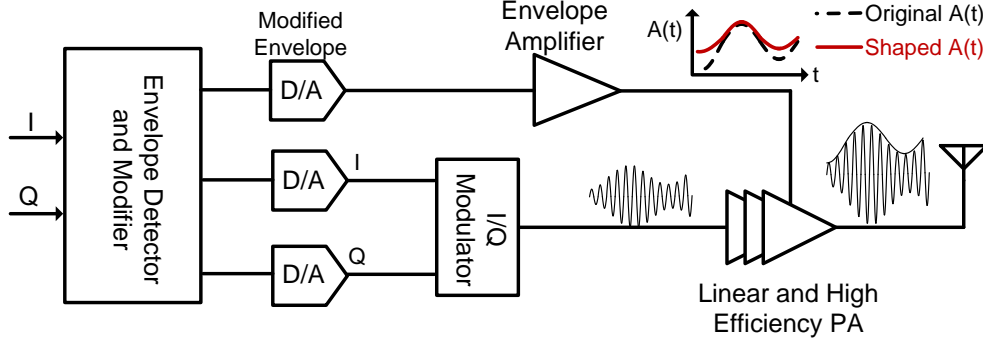 Modified
Envelope
Envelope
Amplifier
A(t)
t
Original A(t)
Shaped A(t)
I
Q
Envelope Detector
and Modifier
D/A
D/A
D/A
I
Q
I/Q
Modulator
Linear and High
Efficiency PA